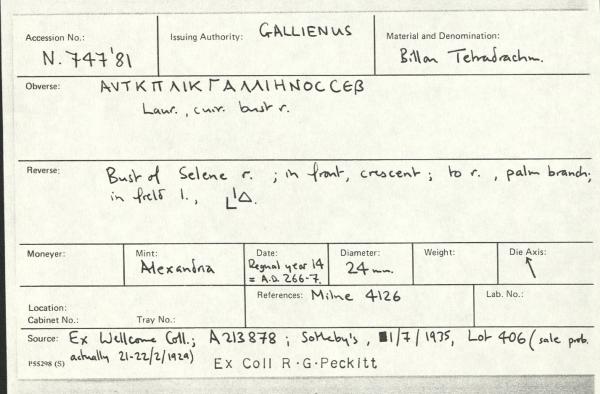 Accession No.: N. 747'81
Issuing Authority: GALLIENUS
Material and Denomination: Billon Tetradrachm.
Obverse: ΑVΤΚΠΛΙΚΓΑΛΛΙΗΝΟCCEB
Laur., cuir. bust r.
Reverse: Bust of Selene r. ; in front, crescent ; to r. , palm branch;
in field l., LΙΔ.
Moneyer:
Mint: Alexandria
Date: Regnal year 14
= A.D. 266-7.
Diameter: 24 mm.
Weight:
Die Axis: ↖
Location:
Cabinet No.: Tray No.:
References: Milne 4126
Lab. No.:
Source: Ex Wellcome Coll.; A213878 ; Sotheby's , 1/7/1975, Lot 406 (sale prob.
actually 21-22/2/1929)
P55298 (S) Ex Coll R·G·Peckitt